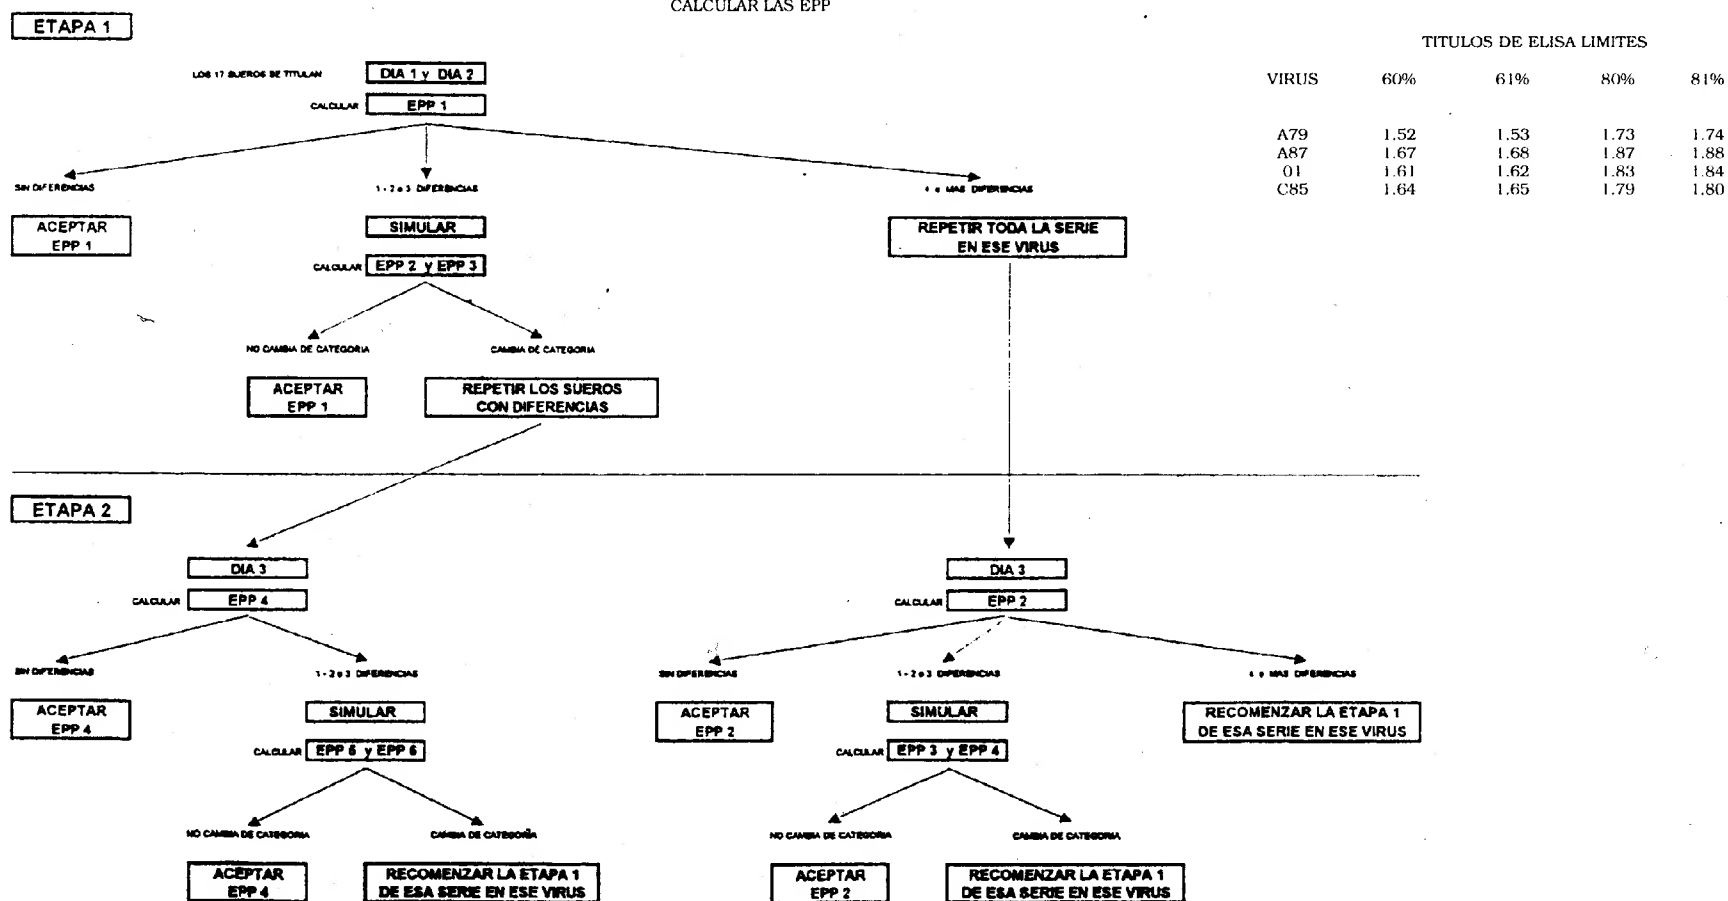 CALCULAR LAS EPP
ETAPA 1
LOS 17 SUEROS SE TITULAN DIA 1 y DIA 2
CALCULAR EPP 1
SIN DIFERENCIAS
1 - 2 o 3 DIFERENCIAS
4 o MAS DIFERENCIAS
ACEPTAR
EPP 1
SIMULAR
REPETIR TODA LA SERIE
EN ESE VIRUS
CALCULAR EPP 2 y EPP 3
NO CAMBIA DE CATEGORIA
CAMBIA DE CATEGORIA
ACEPTAR
EPP 1
REPETIR LOS SUEROS
CON DIFERENCIAS
TITULOS DE ELISA LIMITES
VIRUS 60% 61% 80% 81%
A79 1.52 1.53 1.73 1.74
A87 1.67 1.68 1.87 1.88
01 1.61 1.62 1.83 1.84
C85 1.64 1.65 1.79 1.80
ETAPA 2
DIA 3
CALCULAR EPP 4
SIN DIFERENCIAS
1 - 2 o 3 DIFERENCIAS
ACEPTAR
EPP 4
SIMULAR
CALCULAR EPP 5 y EPP 6
NO CAMBIA DE CATEGORIA
CAMBIA DE CATEGORIA
ACEPTAR
EPP 4
RECOMENZAR LA ETAPA 1
DE ESA SERIE EN ESE VIRUS
DIA 3
CALCULAR EPP 2
SIN DIFERENCIAS
1 - 2 o 3 DIFERENCIAS
4 o MAS DIFERENCIAS
ACEPTAR
EPP 2
SIMULAR
RECOMENZAR LA ETAPA 1
DE ESA SERIE EN ESE VIRUS
CALCULAR EPP 3 y EPP 4
NO CAMBIA DE CATEGORIA
CAMBIA DE CATEGORIA
ACEPTAR
EPP 2
RECOMENZAR LA ETAPA 1
DE ESA SERIE EN ESE VIRUS